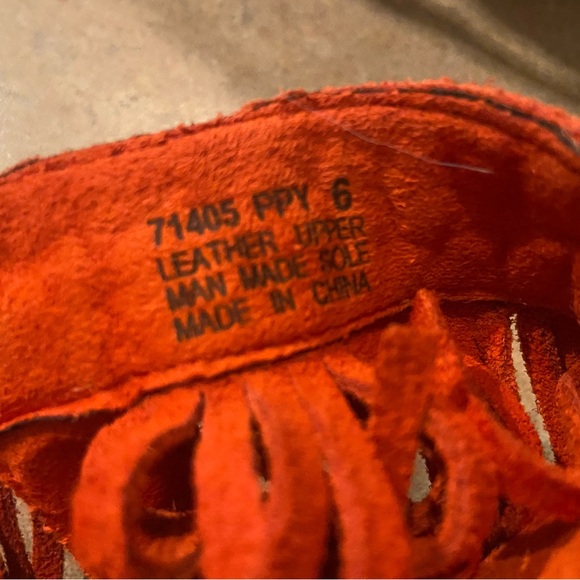 71405 PPY 6
LEATHER UPPER
MAN MADE SOLE
MADE IN CHINA